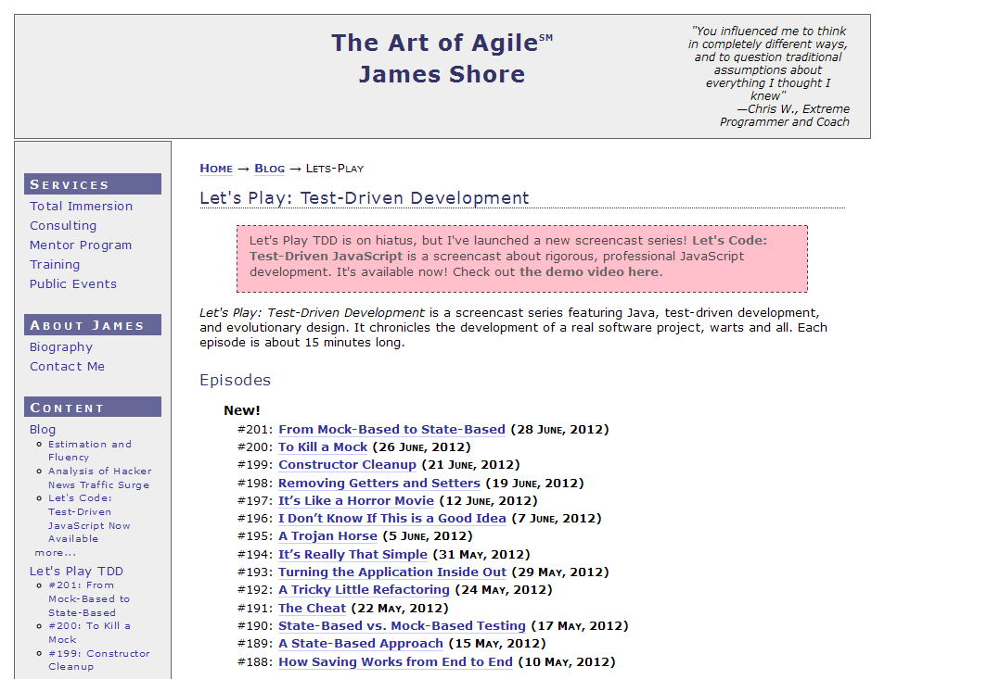 The Art of Agile℠
James Shore
"You influenced me to think
in completely different ways,
and to question traditional
assumptions about
everything I thought I
knew"
—Chris W., Extreme
Programmer and Coach
Services
Total Immersion
Consulting
Mentor Program
Training
Public Events
About James
Biography
Contact Me
Content
Blog
Estimation and
Fluency
Analysis of Hacker
News Traffic Surge
Let's Code:
Test-Driven
JavaScript Now
Available
more...
Let's Play TDD
#201: From
Mock-Based to
State-Based
#200: To Kill a
Mock
#199: Constructor
Cleanup
Home → Blog → Lets-Play
Let's Play: Test-Driven Development
Let's Play TDD is on hiatus, but I've launched a new screencast series! Let's Code:
Test-Driven JavaScript is a screencast about rigorous, professional JavaScript
development. It's available now! Check out the demo video here.
Let's Play: Test-Driven Development is a screencast series featuring Java, test-driven development,
and evolutionary design. It chronicles the development of a real software project, warts and all. Each
episode is about 15 minutes long.
Episodes
New!
#201: From Mock-Based to State-Based (28 June, 2012)
#200: To Kill a Mock (26 June, 2012)
#199: Constructor Cleanup (21 June, 2012)
#198: Removing Getters and Setters (19 June, 2012)
#197: It’s Like a Horror Movie (12 June, 2012)
#196: I Don’t Know If This is a Good Idea (7 June, 2012)
#195: A Trojan Horse (5 June, 2012)
#194: It’s Really That Simple (31 May, 2012)
#193: Turning the Application Inside Out (29 May, 2012)
#192: A Tricky Little Refactoring (24 May, 2012)
#191: The Cheat (22 May, 2012)
#190: State-Based vs. Mock-Based Testing (17 May, 2012)
#189: A State-Based Approach (15 May, 2012)
#188: How Saving Works from End to End (10 May, 2012)